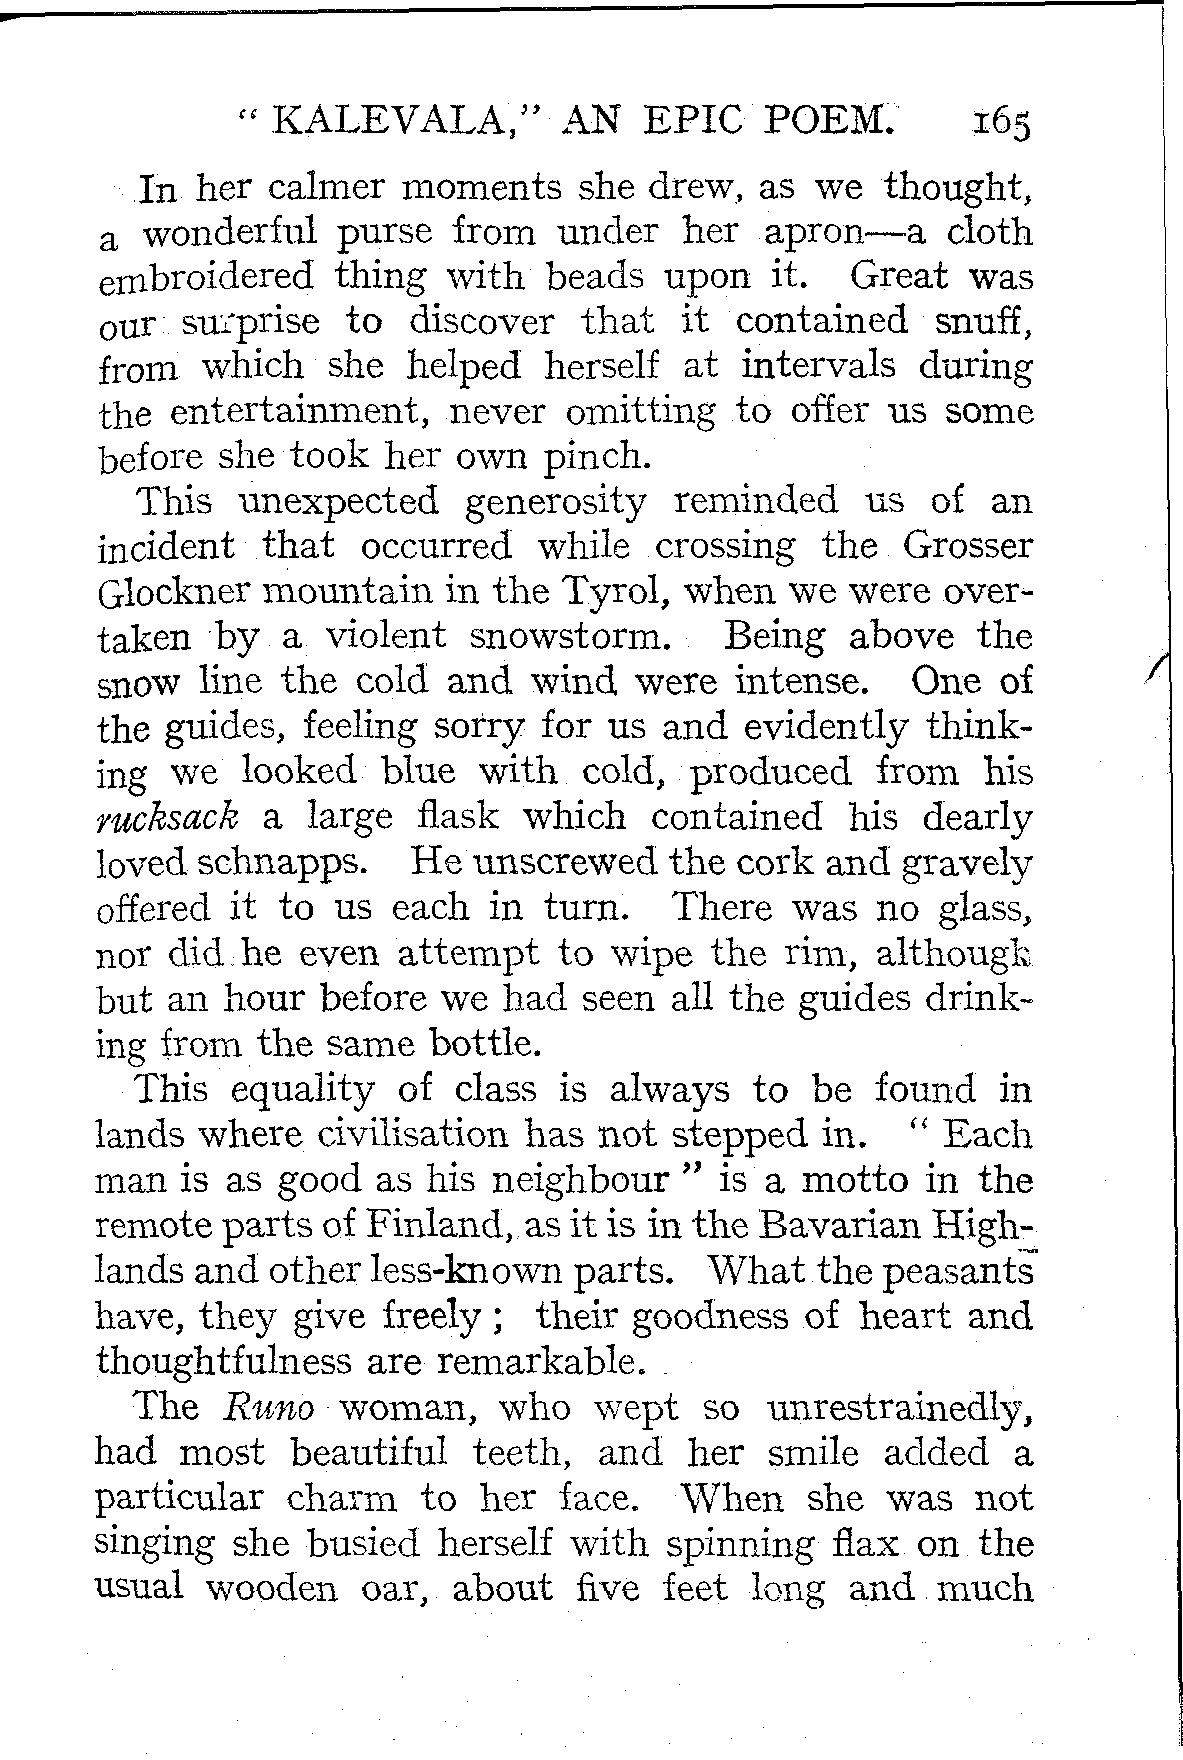 " KALEVALA," AN EPIC POEM. 165
In her calmer moments she drew, as we thought,
a wonderful purse from under her apron—a cloth
embroidered thing with beads upon it. Great was
our surprise to discover that it contained snuff,
from which she helped herself at intervals during
the entertainment, never omitting to offer us some
before she took her own pinch.
This unexpected generosity reminded us of an
incident that occurred while crossing the Grosser
Glockner mountain in the Tyrol, when we were over-
taken by a violent snowstorm. Being above the
snow line the cold and wind were intense. One of
the guides, feeling sorry for us and evidently think-
ing we looked blue with cold, produced from his
rucksack a large flask which contained his dearly
loved schnapps. He unscrewed the cork and gravely
offered it to us each in turn. There was no glass,
nor did he even attempt to wipe the rim, although
but an hour before we had seen all the guides drink-
ing from the same bottle.
This equality of class is always to be found in
lands where civilisation has not stepped in. " Each
man is as good as his neighbour " is a motto in the
remote parts of Finland, as it is in the Bavarian High-
lands and other less-known parts. What the peasants
have, they give freely ; their goodness of heart and
thoughtfulness are remarkable.
The Runo woman, who wept so unrestrainedly,
had most beautiful teeth, and her smile added a
particular charm to her face. When she was not
singing she busied herself with spinning flax on the
usual wooden oar, about five feet long and much